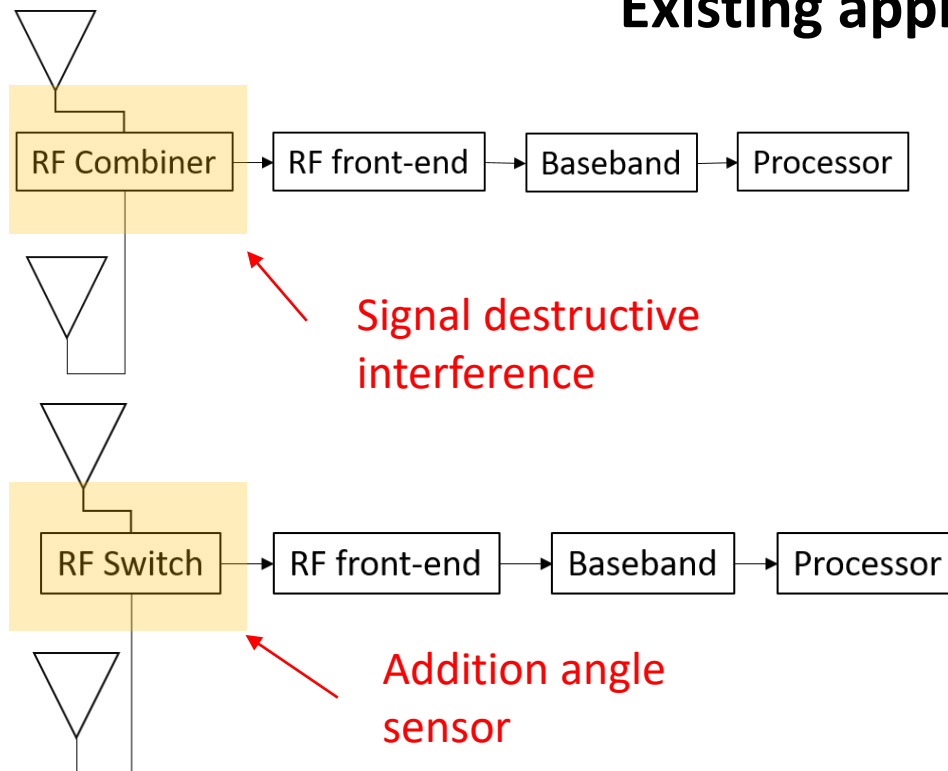 Existing appl
RF Combiner
RF front-end
Baseband
Processor
Signal destructive
interference
RF Switch
RF front-end
Baseband
Processor
Addition angle
sensor